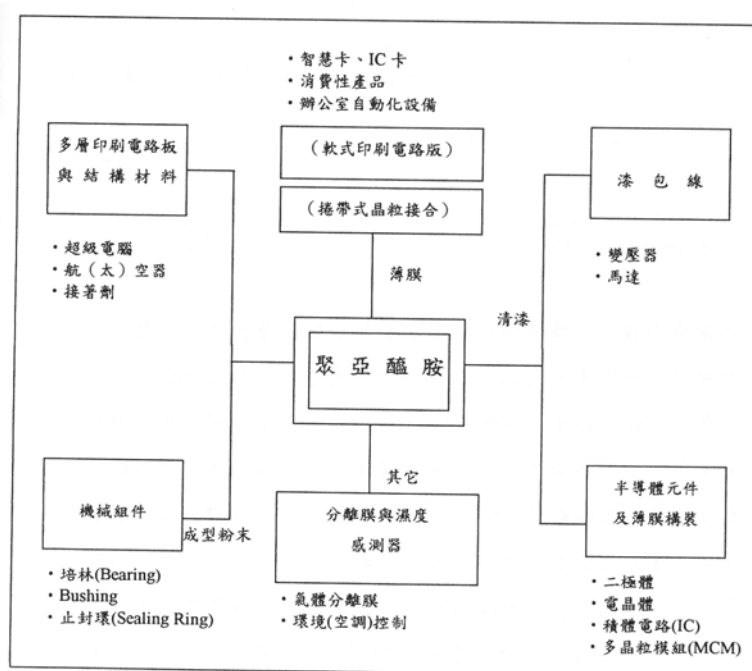 ・智慧卡、IC 卡
・消費性產品
・辦公室自動化設備
多層印刷電路板
與結構材料
（軟式印刷電路版）
（捲帶式晶粒接合）
漆包線
・超級電腦
・航（太）空器
・接著劑
薄膜
・變壓器
・馬達
清漆
聚亞醯胺
其它
機械組件
成型粉末
分離膜與濕度
感測器
半導體元件
及薄膜構裝
・培林(Bearing)
・Bushing
・止封環(Sealing Ring)
・氣體分離膜
・環境(空調)控制
・二極體
・電晶體
・積體電路(IC)
・多晶粒模組(MCM)